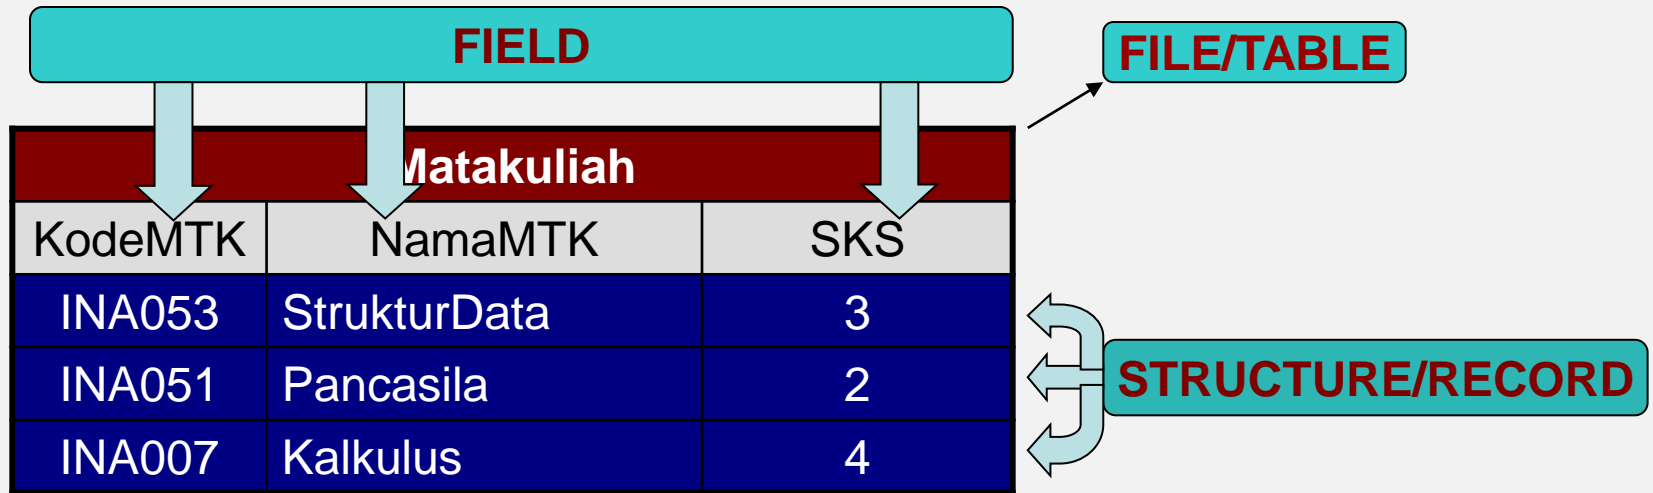 FIELD
FILE/TABLE
Matakuliah
KodeMTK NamaMTK SKS
INA053 StrukturData 3
INA051 Pancasila 2
INA007 Kalkulus 4
STRUCTURE/RECORD